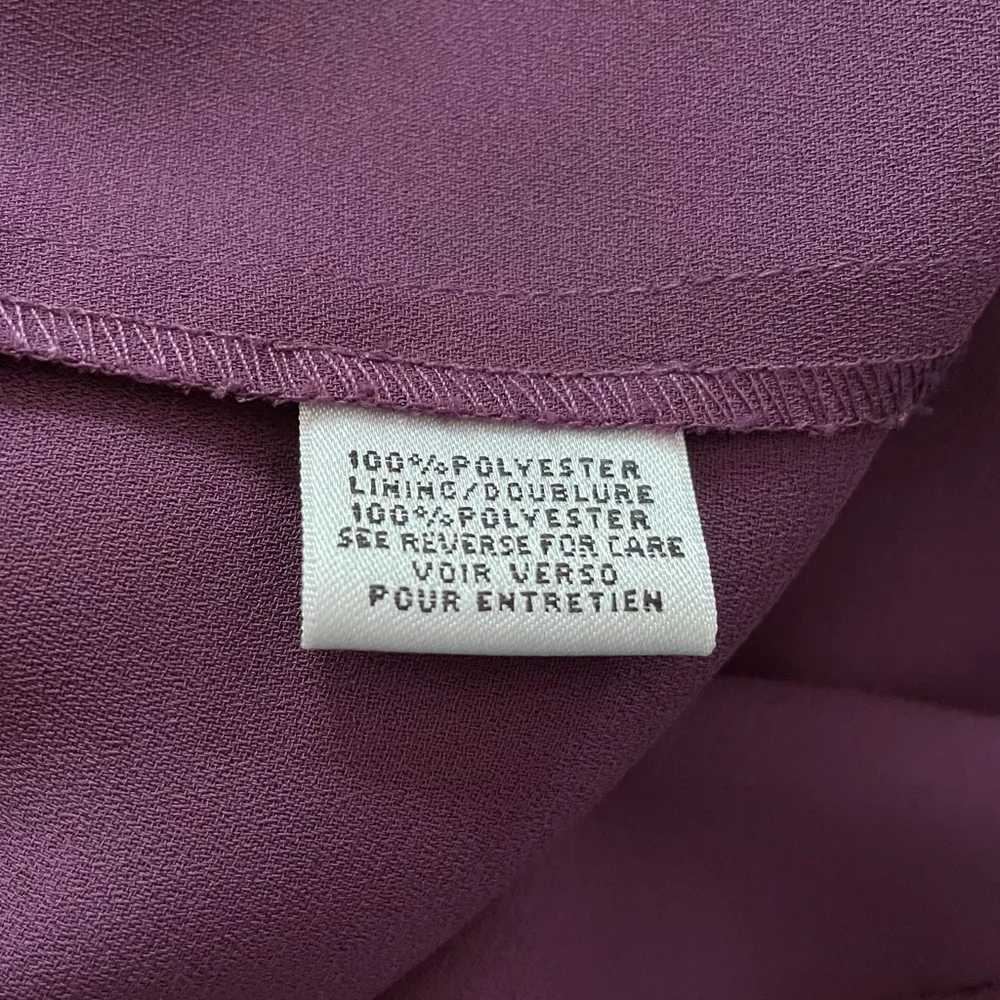 100%POLYESTER
LINING/DOUBLURE
100%POLYESTER
SEE REVERSE FOR CARE
VOIR VERSO
POUR ENTRETIEN